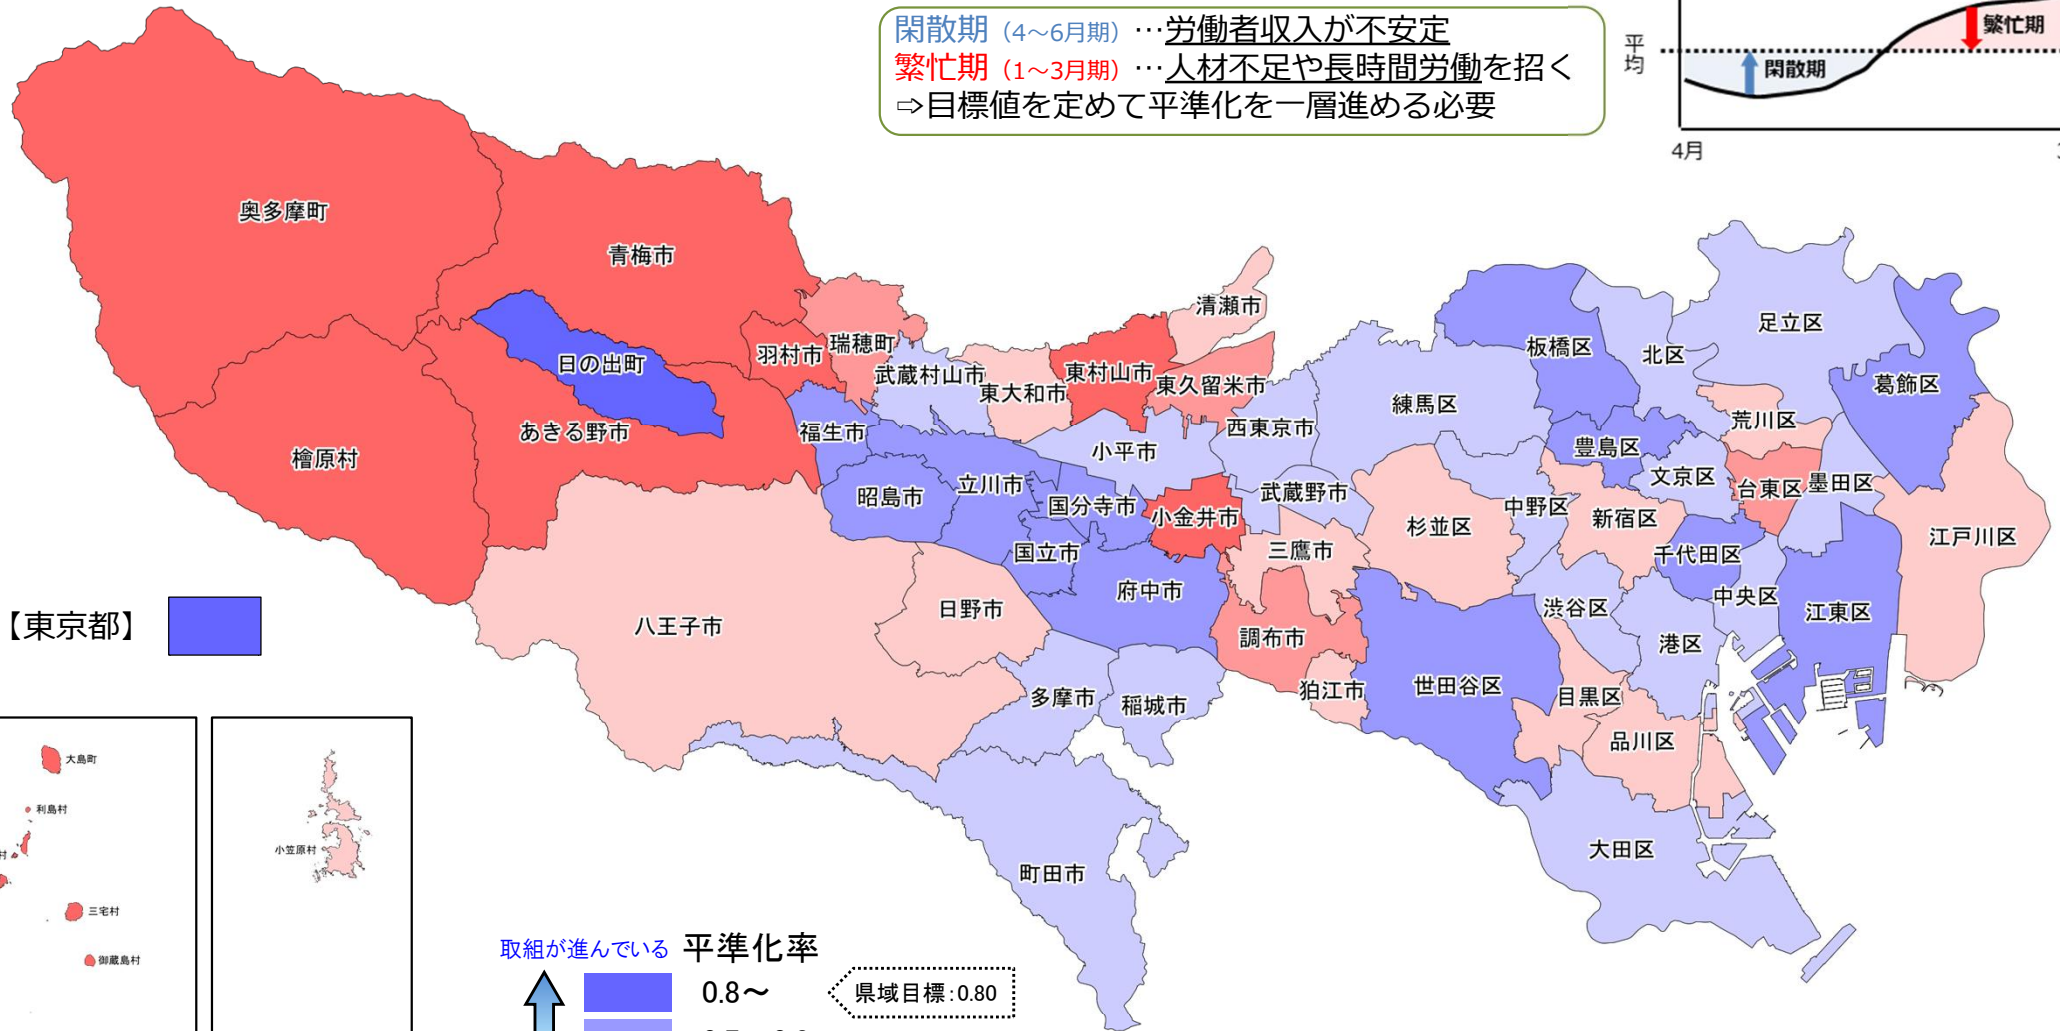 閑散期（4～6月期）…労働者収入が不安定
繁忙期（1～3月期）…人材不足や長時間労働を招く
⇨目標値を定めて平準化を一層進める必要
平均
繁忙期
閑散期
4月
奥多摩町
青梅市
日の出町
羽村市
瑞穂町
武蔵村山市
東大和市
東村山市
東久留米市
清瀬市
檜原村
あきる野市
福生市
昭島市
立川市
国分寺市
国立市
小平市
小金井市
西東京市
武蔵野市
三鷹市
府中市
調布市
狛江市
八王子市
日野市
多摩市
稲城市
町田市
練馬区
板橋区
北区
足立区
葛飾区
荒川区
豊島区
文京区
台東区
墨田区
杉並区
中野区
新宿区
千代田区
江戸川区
渋谷区
中央区
江東区
港区
世田谷区
目黒区
品川区
大田区
【東京都】
大島町
利島村
村
三宅村
御蔵島村
小笠原村
取組が進んでいる 平準化率
0.8～
県域目標：0.80